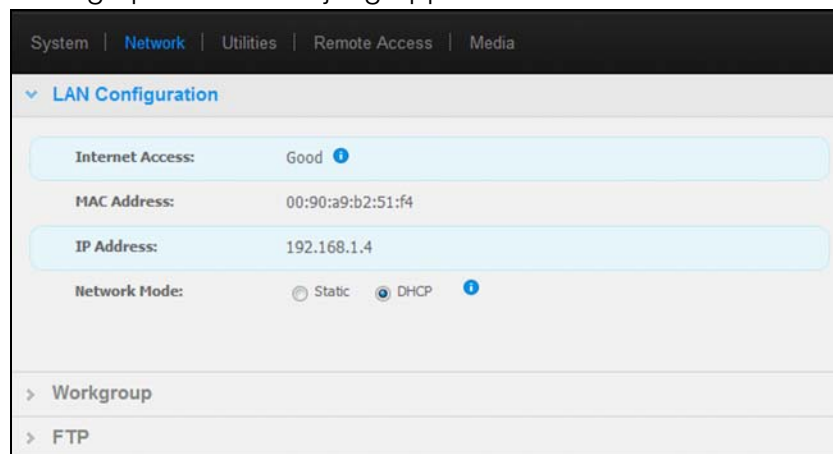 System | Network | Utilities | Remote Access | Media
LAN Configuration
Internet Access: Good
MAC Address: 00:90:a9:b2:51:f4
IP Address: 192.168.1.4
Network Mode: Static DHCP
Workgroup
FTP